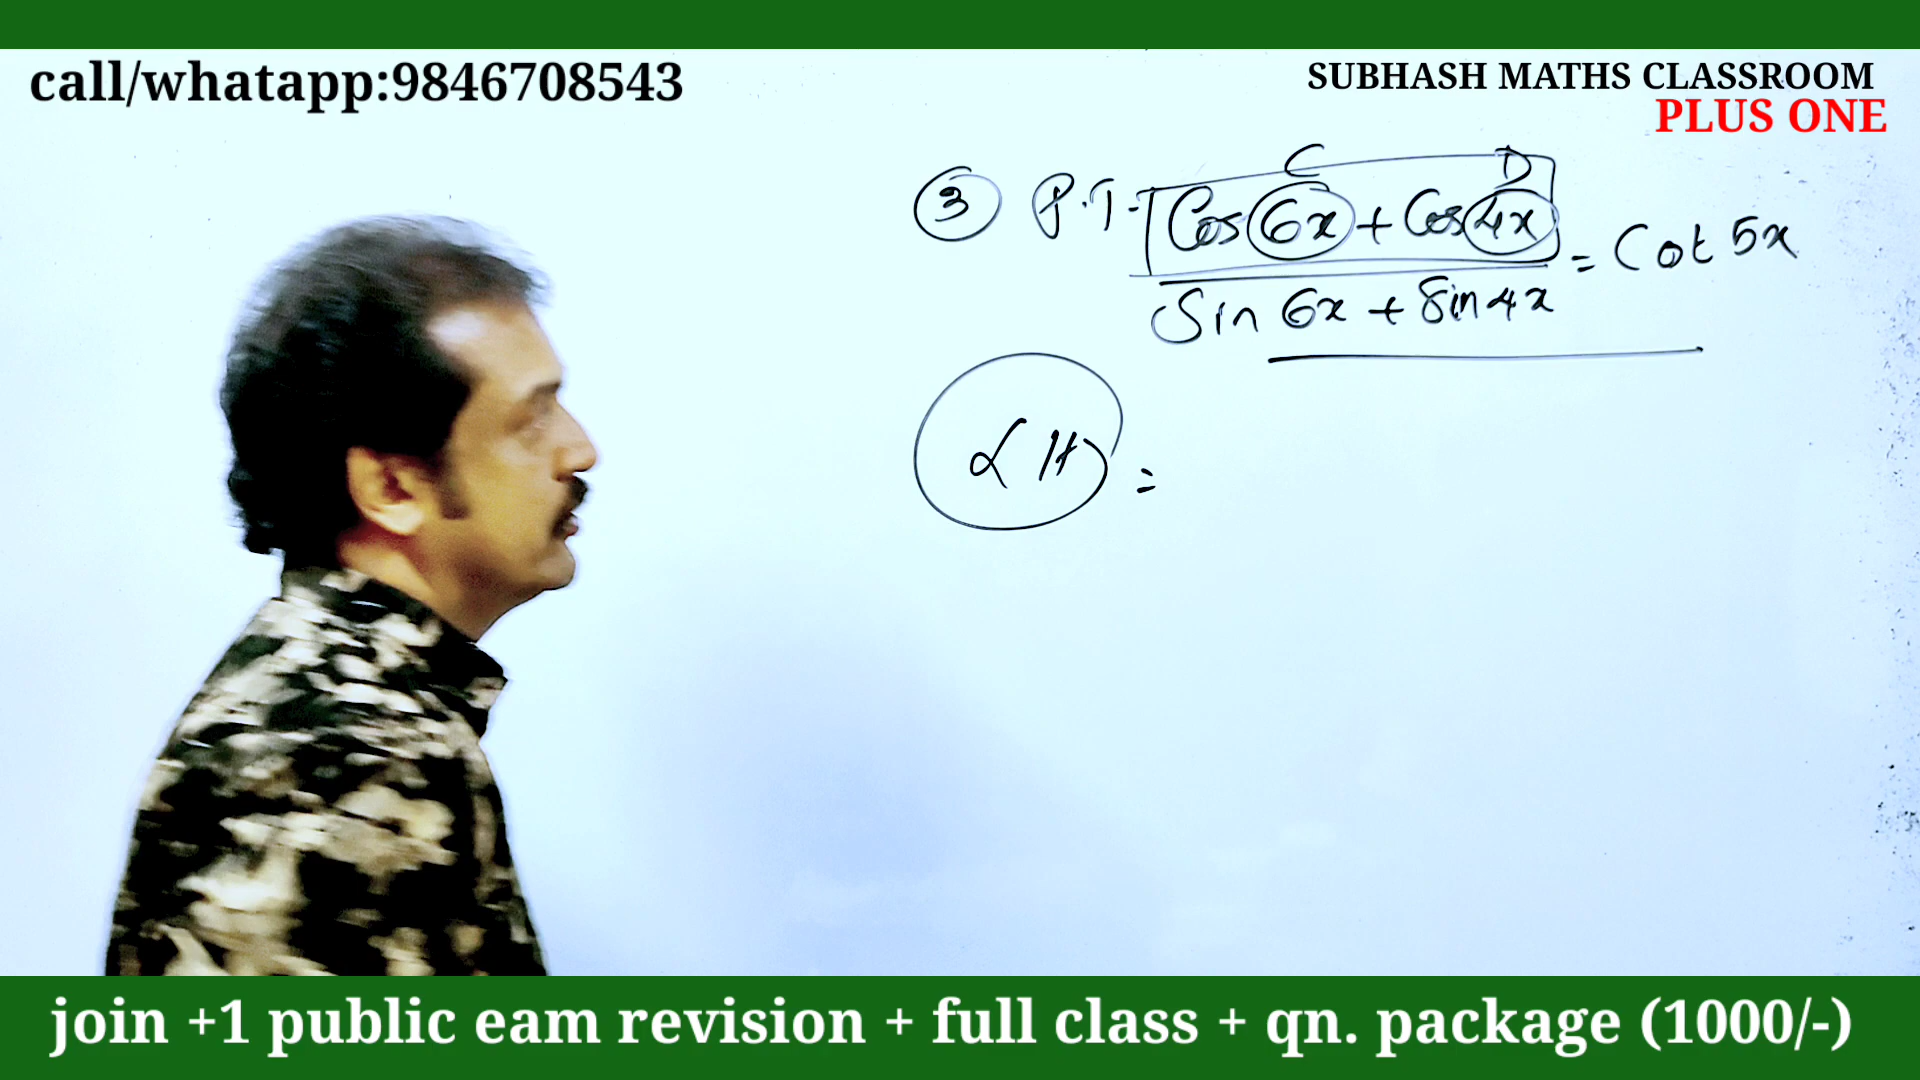 call/whatapp:9846708543
SUBHASH MATHS CLASSROOM
PLUS ONE
C D
3 P.T. Cos 6x + Cos 4x = Cot 5x
Sin 6x + Sin 4x
LH =
join +1 public eam revision + full class + qn. package (1000/-)